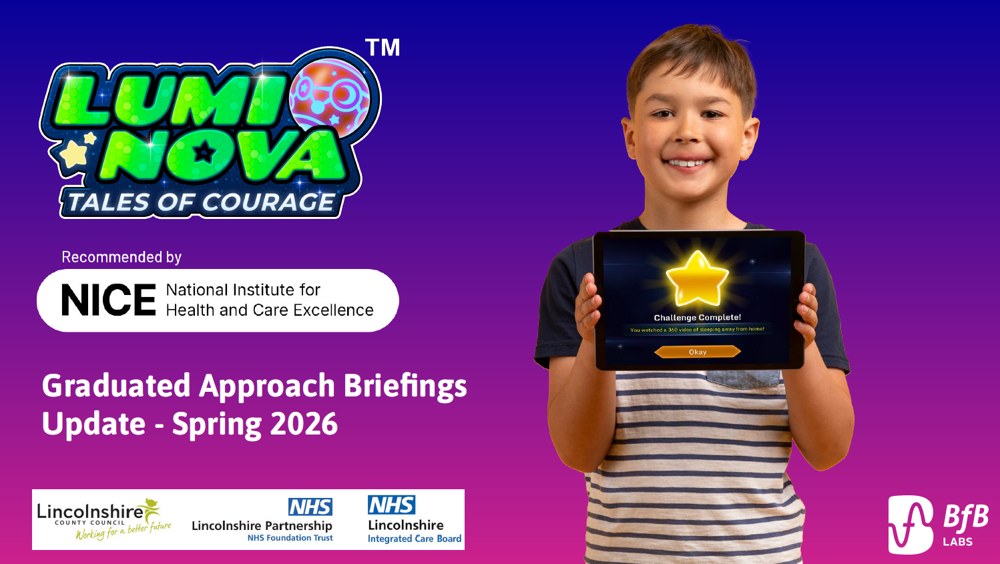 TM
LUMI
NOVA
TALES OF COURAGE
Recommended by
NICE National Institute for
Health and Care Excellence
Graduated Approach Briefings
Update - Spring 2026
Challenge Complete!
You watched a 360 video of sleeping away from home!
Okay
Lincolnshire
COUNTY COUNCIL
Working for a better future
NHS
Lincolnshire Partnership
NHS Foundation Trust
NHS
Lincolnshire
Integrated Care Board
BfB
LABS